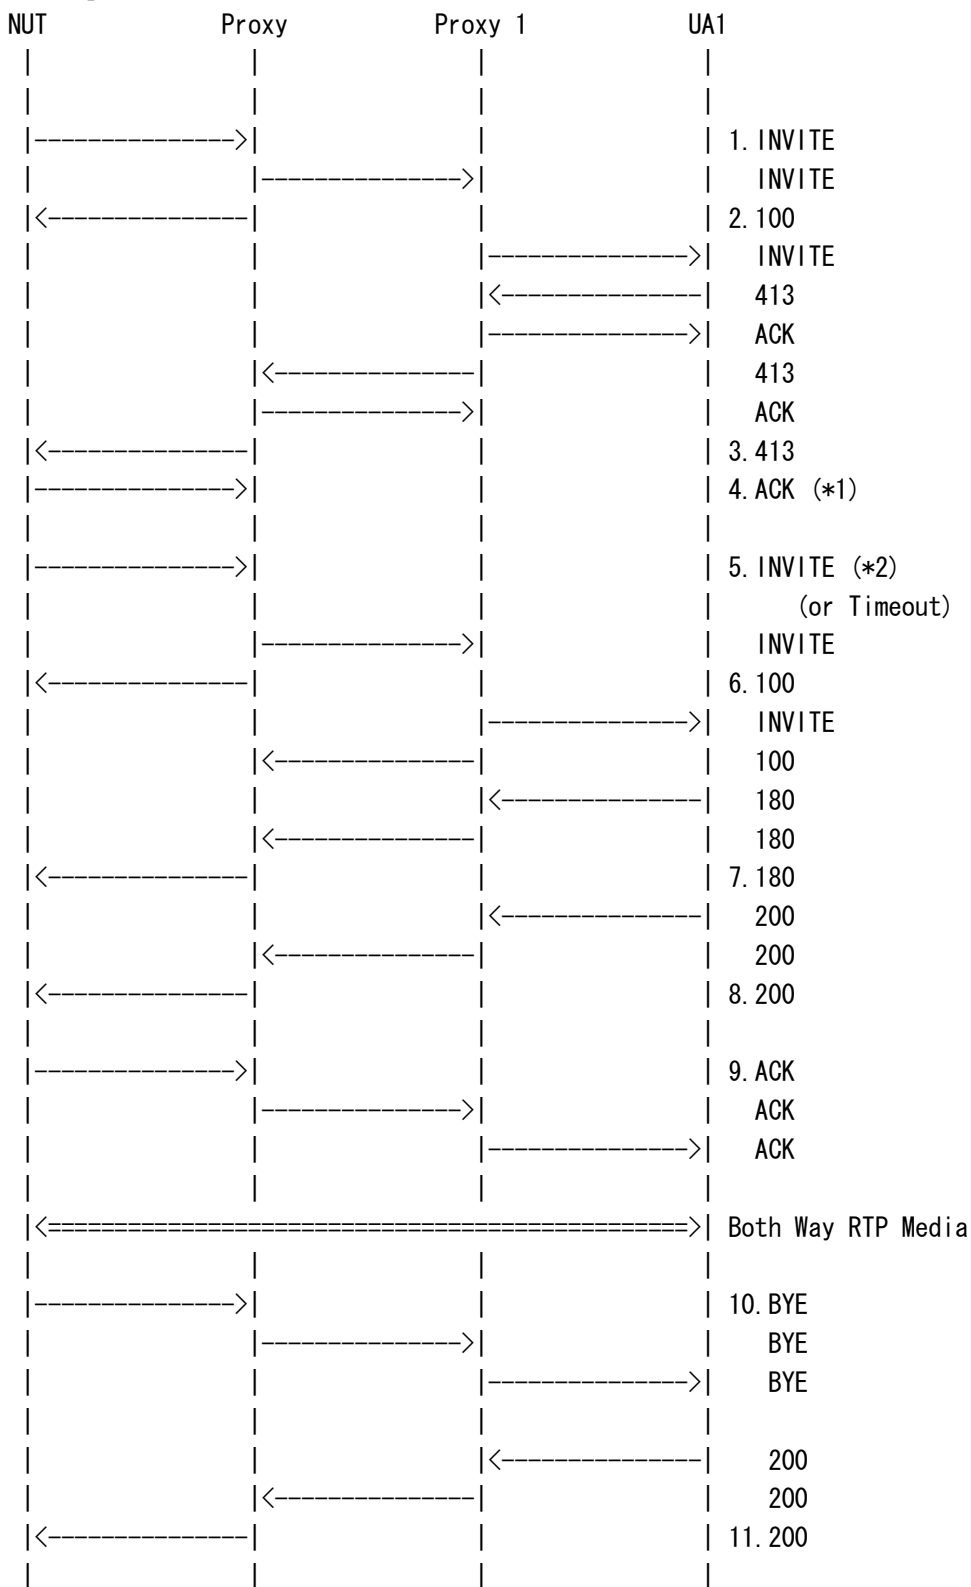 NUT Proxy Proxy 1 UA1
1. INVITE
INVITE
2. 100
INVITE
413
ACK
413
ACK
3. 413
4. ACK (*1)
5. INVITE (*2)
(or Timeout)
INVITE
6. 100
INVITE
100
180
180
7. 180
200
200
8. 200
9. ACK
ACK
ACK
Both Way RTP Media
10. BYE
BYE
BYE
200
200
11. 200